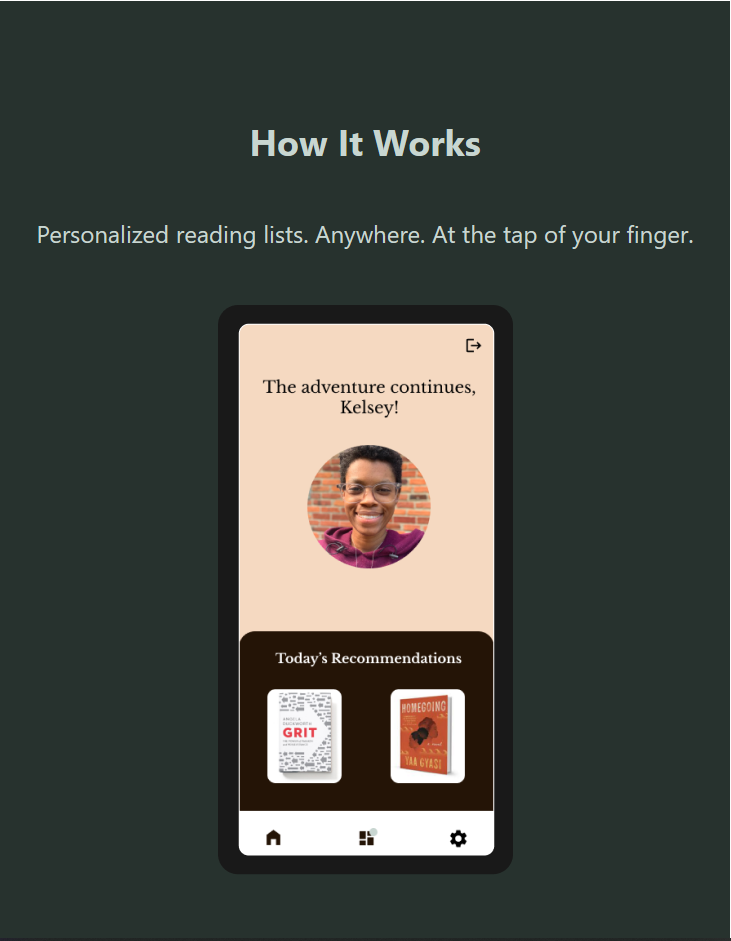 How It Works
Personalized reading lists. Anywhere. At the tap of your finger.
The adventure continues,
Kelsey!
Today’s Recommendations
ANGELA
DUCKWORTH
GRIT
HOMEGOING
a novel
YAA GYASI